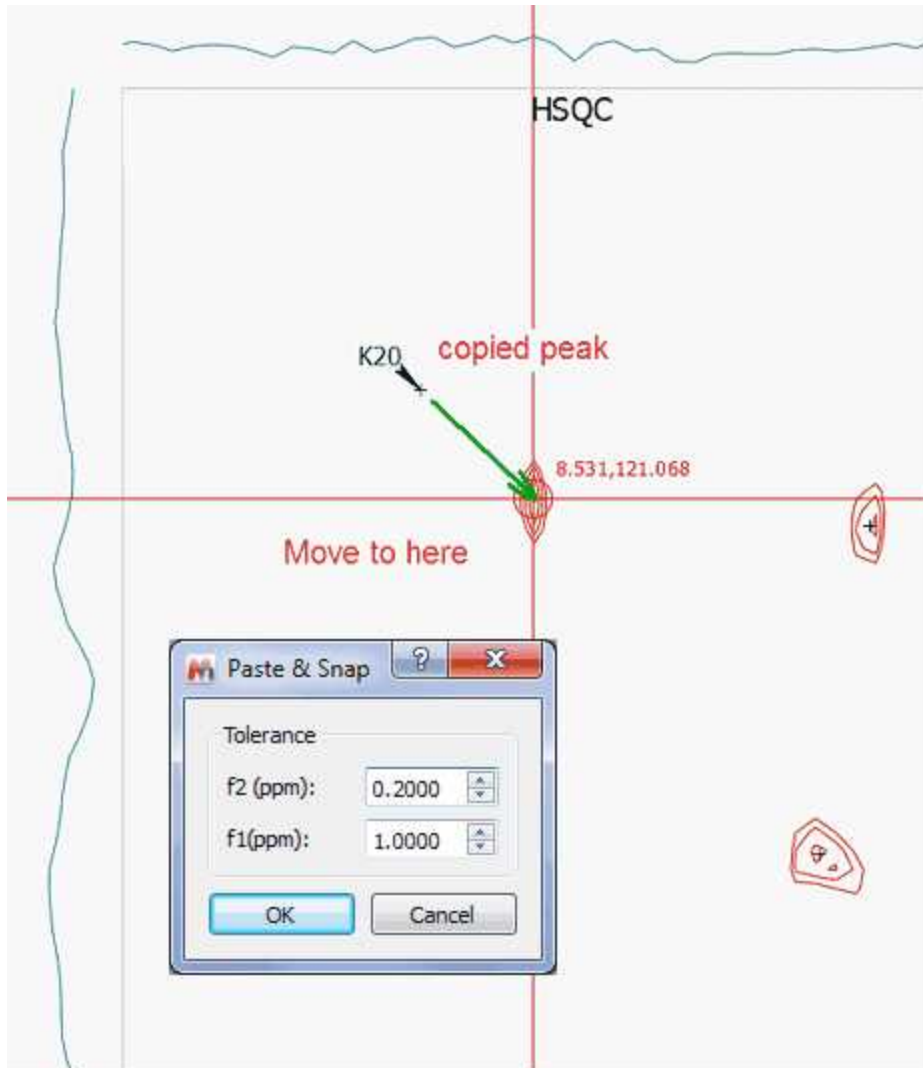 HSQC
K20
copied peak
8.531,121.068
Move to here
Paste & Snap
Tolerance
f2 (ppm):
0.2000
f1(ppm):
1.0000
OK
Cancel